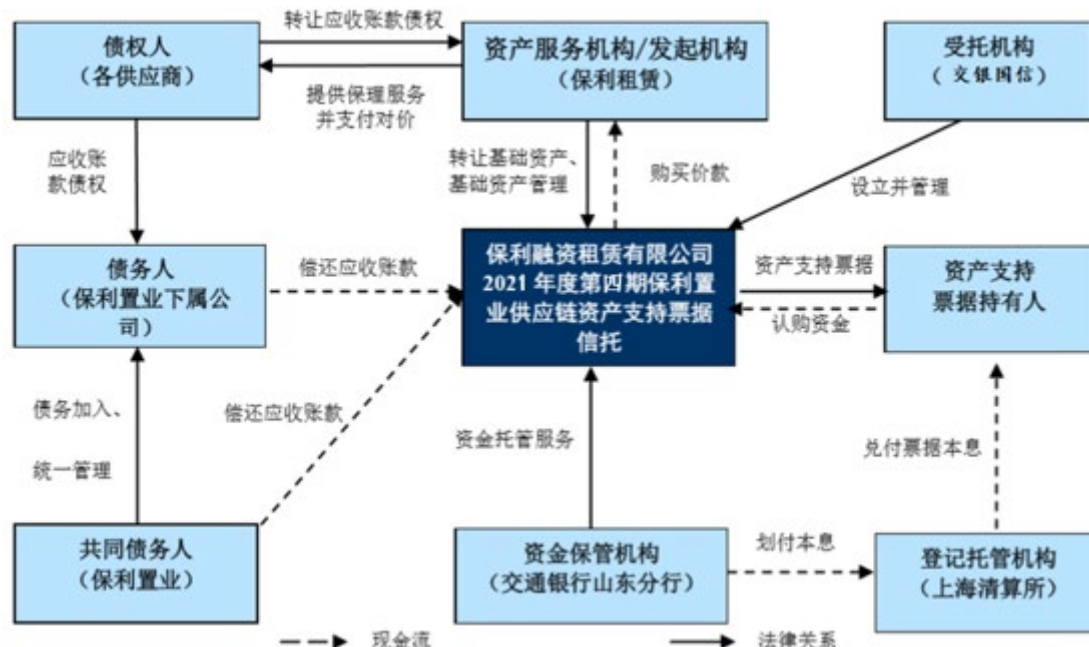 债权人
（各供应商）
转让应收账款债权
提供保理服务
并支付对价
资产服务机构/发起机构
（保利租赁）
受托机构
（交银国信）
应收账
款债权
转让基础资产、
基础资产管理
购买价款
设立并管理
债务人
（保利置业下属公
司）
偿还应收账款
保利融资租赁有限公司
2021 年度第四期保利置
业供应链资产支持票据
信托
资产支持票据
认购资金
资产支持
票据持有人
债务加入、
统一管理
偿还应收账款
资金托管服务
兑付票据本息
共同债务人
（保利置业）
资金保管机构
（交通银行山东分行）
划付本息
登记托管机构
（上海清算所）
现金流
法律关系